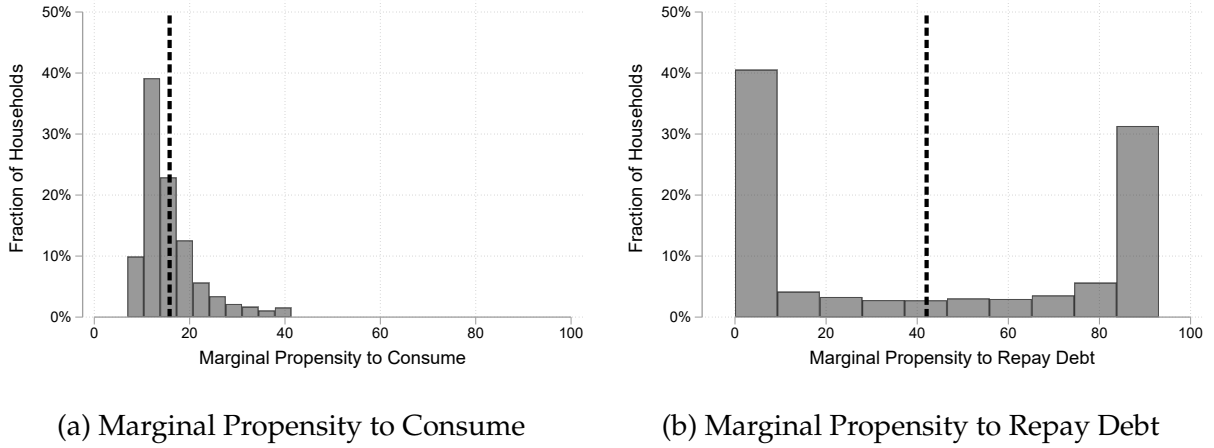 50%
40%
30%
20%
10%
0%
Fraction of Households
0 20 40 60 80 100
Marginal Propensity to Consume
(a) Marginal Propensity to Consume
50%
40%
30%
20%
10%
0%
Fraction of Households
0 20 40 60 80 100
Marginal Propensity to Repay Debt
(b) Marginal Propensity to Repay Debt